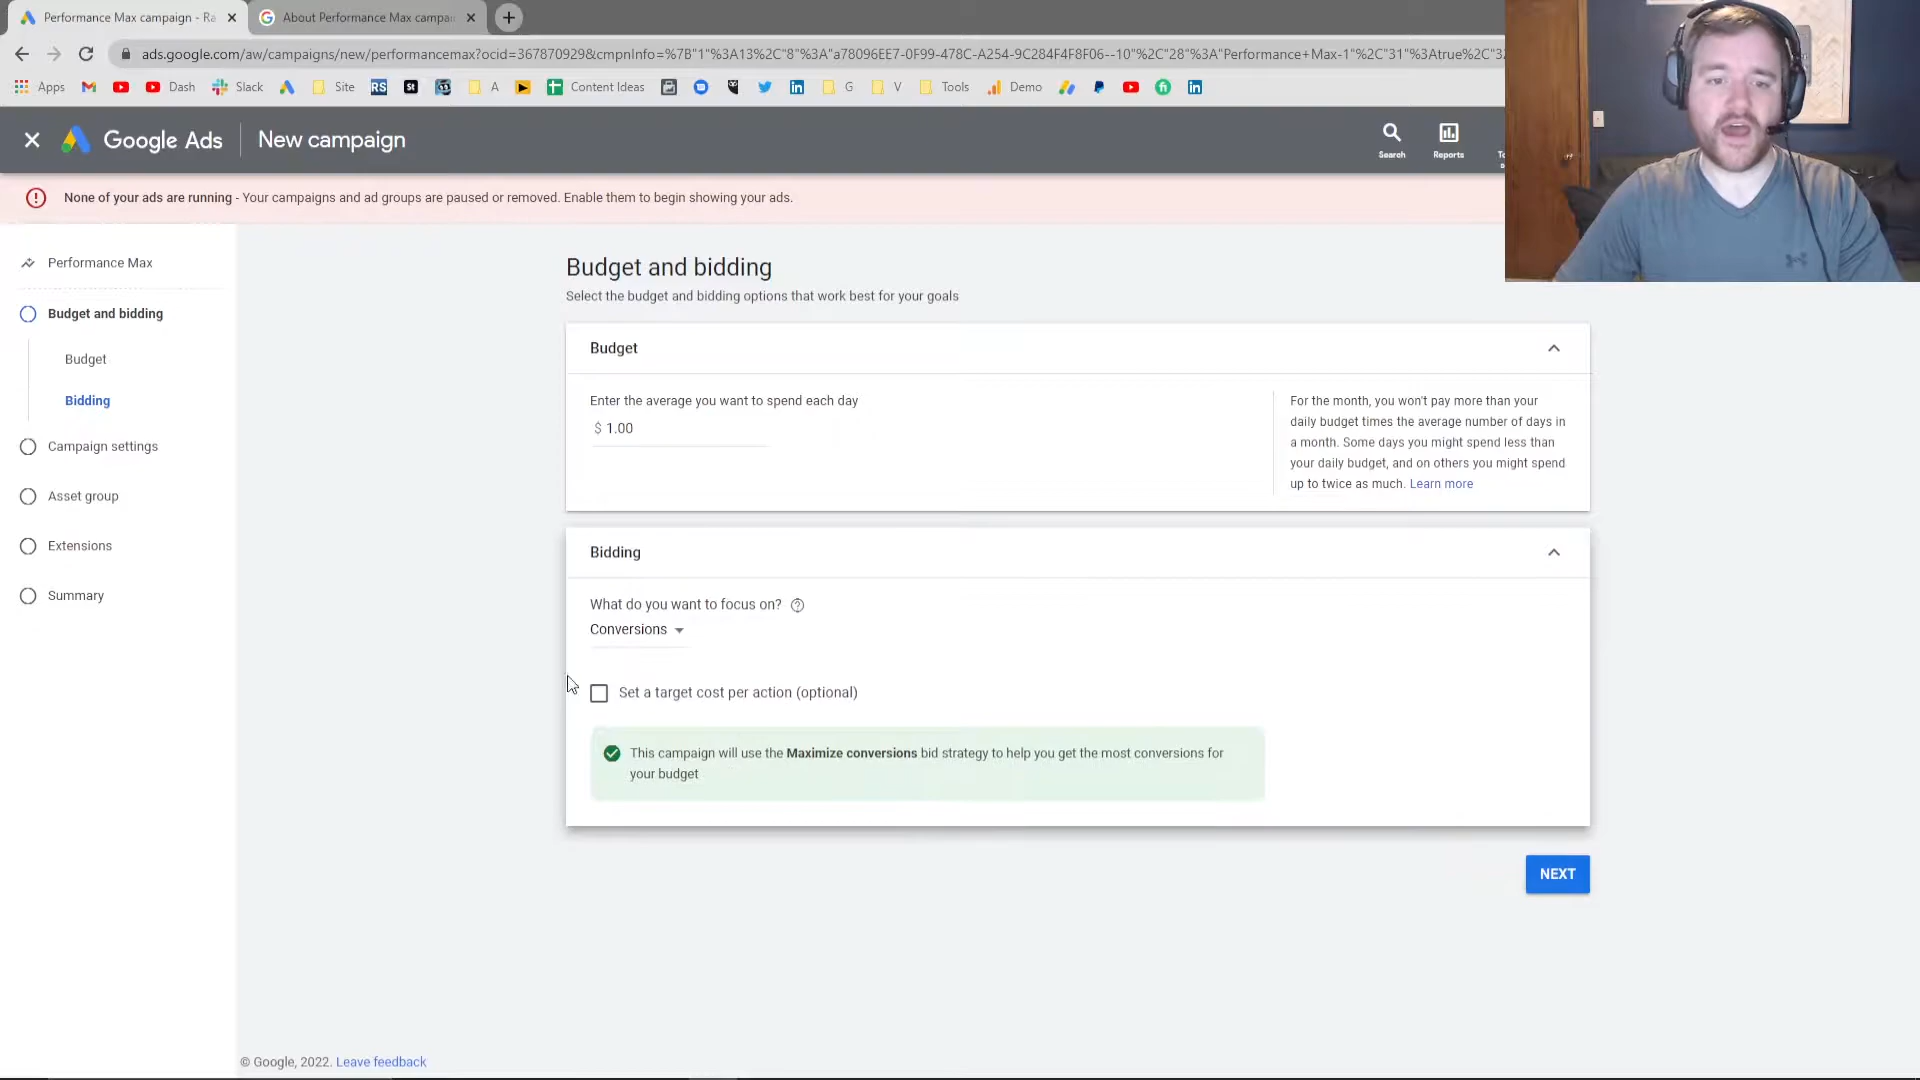 Performance Max campaign - Ra
About Performance Max campai
ads.google.com/aw/campaigns/new/performancemax?ocid=367870929&cmpnInfo=%7B"1"%3A13%2C"8"%3A"a78096EE7-0F99-478C-A254-9C284F4F8F06--10"%2C"28"%3A"Performance+Max-1"%2C"31"%3Atrue%2C"3
Apps
Dash
Slack
Site
RS
St
A
Content Ideas
G
V
Tools
Demo
Google Ads
New campaign
Search
Reports
None of your ads are running - Your campaigns and ad groups are paused or removed. Enable them to begin showing your ads.
Performance Max
Budget and bidding
Budget
Bidding
Campaign settings
Asset group
Extensions
Summary
Budget and bidding
Select the budget and bidding options that work best for your goals
Budget
Enter the average you want to spend each day
$ 1.00
For the month, you won't pay more than your
daily budget times the average number of days in
a month. Some days you might spend less than
your daily budget, and on others you might spend
up to twice as much. Learn more
Bidding
What do you want to focus on?
Conversions
Set a target cost per action (optional)
This campaign will use the Maximize conversions bid strategy to help you get the most conversions for
your budget
NEXT
© Google, 2022. Leave feedback